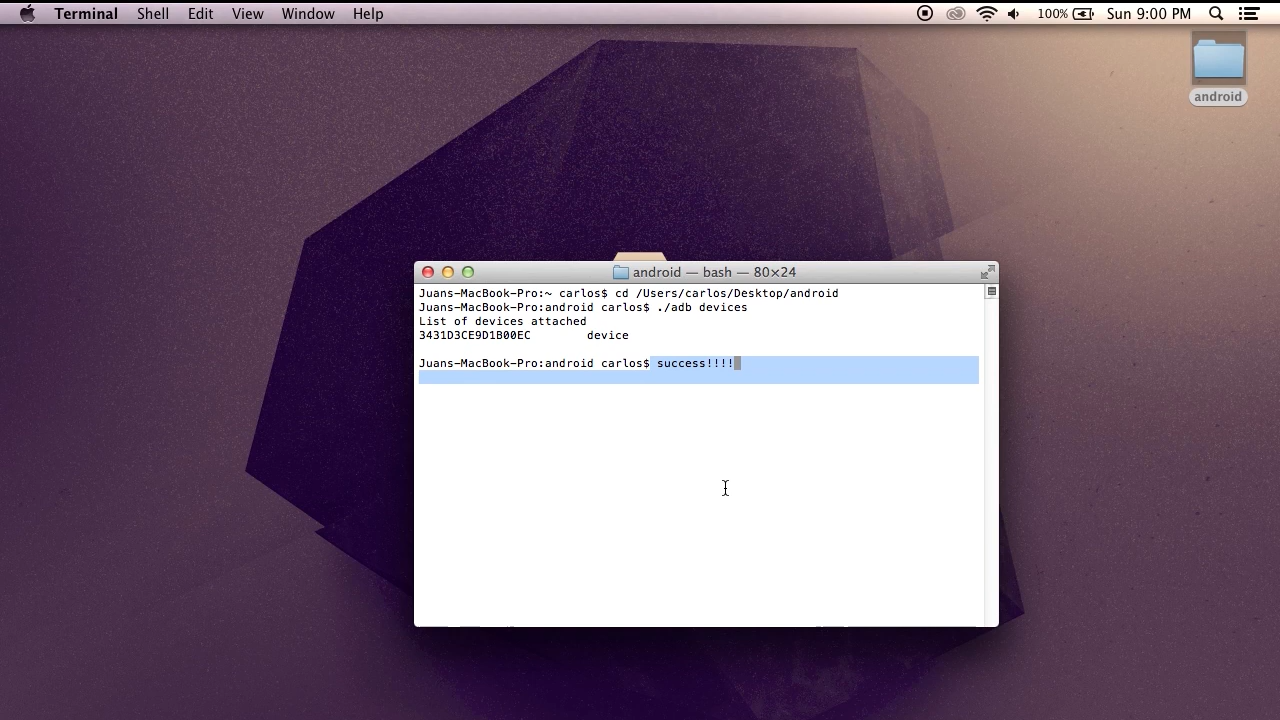 Terminal Shell Edit View Window Help 100% Sun 9:00 PM
android
android — bash — 80×24
Juans-MacBook-Pro:~ carlos$ cd /Users/carlos/Desktop/android
Juans-MacBook-Pro:android carlos$ ./adb devices
List of devices attached
3431D3CE9D1B00EC device
Juans-MacBook-Pro:android carlos$ success!!!!